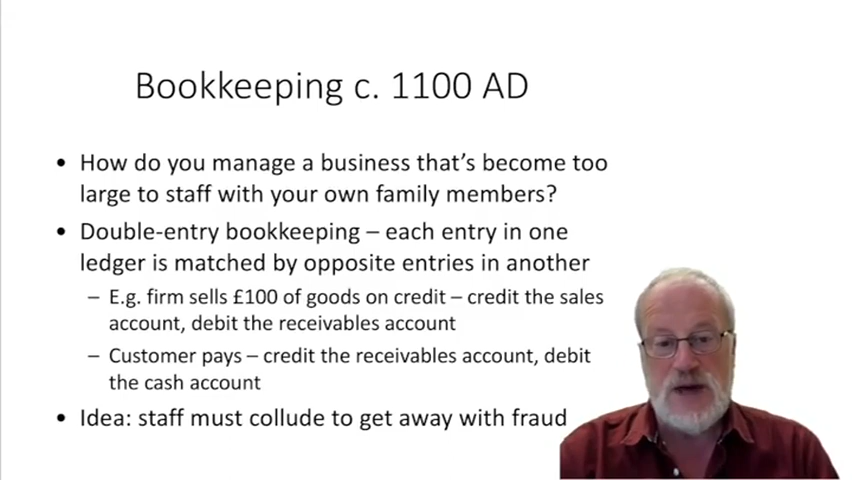 Bookkeeping c. 1100 AD
• How do you manage a business that's become too
large to staff with your own family members?
• Double-entry bookkeeping – each entry in one
ledger is matched by opposite entries in another
– E.g. firm sells £100 of goods on credit – credit the sales
account, debit the receivables account
– Customer pays – credit the receivables account, debit
the cash account
• Idea: staff must collude to get away with fraud